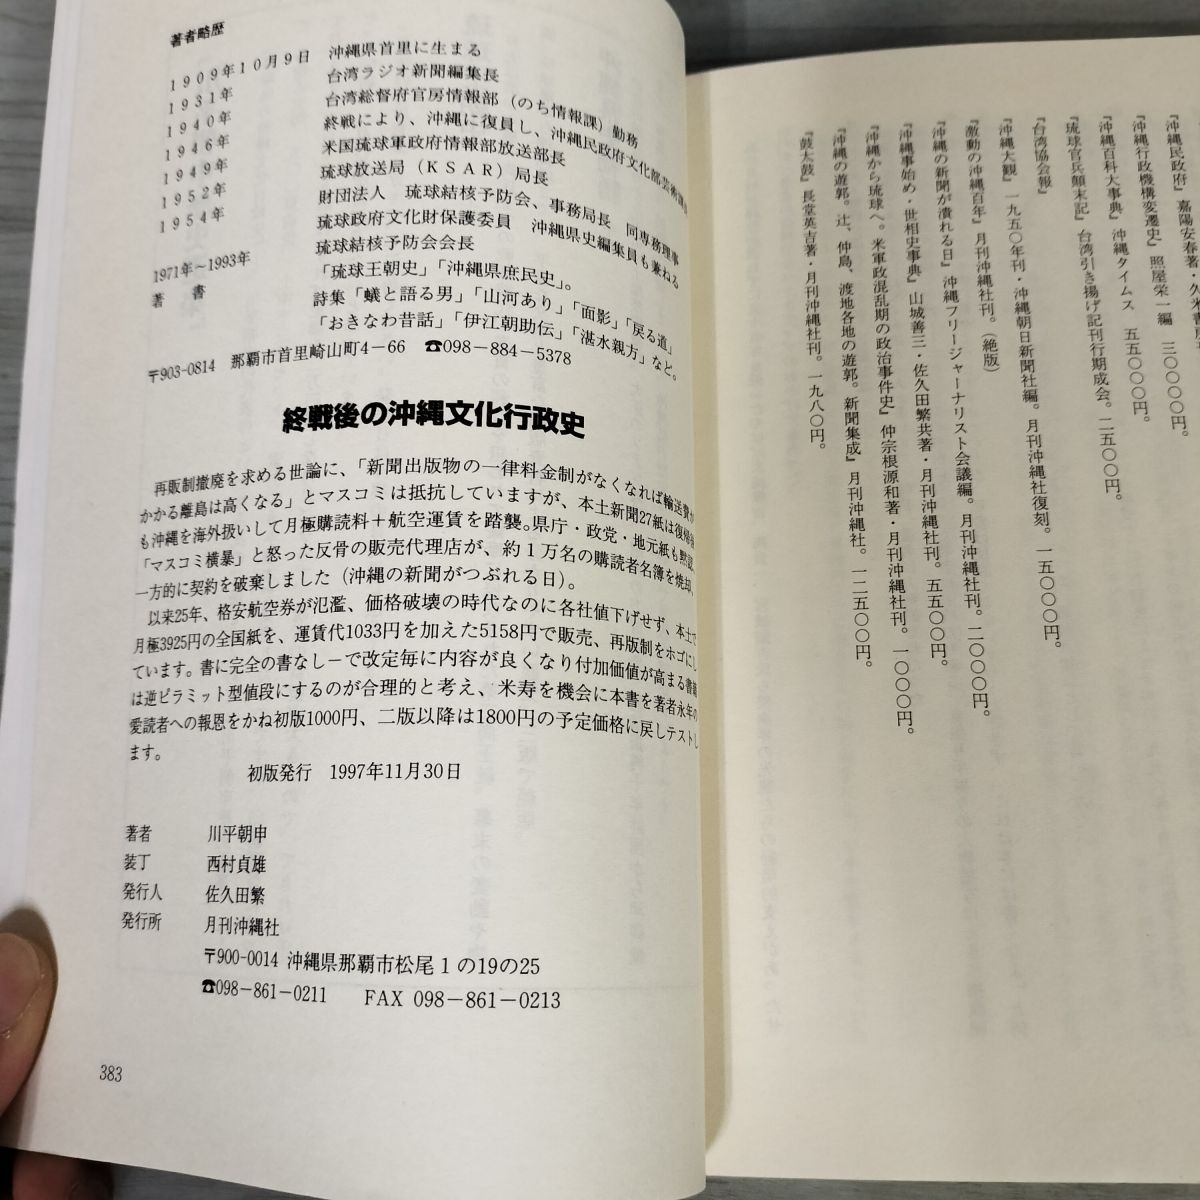 著者略歴
1909年10月9日 沖縄県首里に生まる
1931年 台湾ラジオ新聞編集長
1940年 台湾総督府官房情報部（のち情報課）勤務
1946年 終戦により、沖縄に復員し、沖縄民政府文化部芸術課
1949年 米国琉球軍政府情報部放送部長
1952年 琉球放送局（KSAR）局長
1954年 財団法人 琉球結核予防会、事務局長 同専務理事
琉球政府文化財保護委員 沖縄県史編集員も兼ねる
1971年～1993年 琉球結核予防会会長
著書 「琉球王朝史」「沖縄県庶民史」。
詩集「蟻と語る男」「山河あり」「面影」「戻る道」
「おきなわ昔話」「伊江朝助伝」「湛水親方」など。
〒903-0814 那覇市首里崎山町4－66 ☎098－884－5378
終戦後の沖縄文化行政史
再販制撤廃を求める世論に、「新聞出版物の一律料金制がなくなれば輸送費が
かかる離島は高くなる」とマスコミは抵抗していますが、本土新聞27紙は復帰後
も沖縄を海外扱いして月極購読料＋航空運賃を踏襲。県庁・政党・地元紙も黙認、
「マスコミ横暴」と怒った反骨の販売代理店が、約1万名の購読者名簿を焼却、
一方的に契約を破棄しました（沖縄の新聞がつぶれる日）。
以来25年、格安航空券が氾濫、価格破壊の時代なのに各社値下げせず、本土で
月極3925円の全国紙を、運賃代1033円を加えた5158円で販売、再版制をホゴにし
ています。書に完全の書なし－で改定毎に内容が良くなり付加価値が高まる書籍
は逆ピラミット型値段にするのが合理的と考え、米寿を機会に本書を著者永年の
愛読者への報恩をかね初版1000円、二版以降は1800円の予定価格に戻しテストし
ます。
初版発行 1997年11月30日
著者 川平朝申
装丁 西村貞雄
発行人 佐久田繁
発行所 月刊沖縄社
〒900-0014 沖縄県那覇市松尾1の19の25
☎098－861－0211 FAX 098－861－0213
383
『沖縄民政府』嘉陽安春著・久米書房
『沖縄行政機構変遷史』照屋栄一編 三〇〇〇円。
『沖縄百科大事典』沖縄タイムス 五五〇〇〇円。
『琉球官兵顛末記』台湾引き揚げ記刊行期成会。二五〇〇円。
『台湾協会報』
『沖縄大観』一九五〇年刊・沖縄朝日新聞社編。月刊沖縄社復刻。一五〇〇〇円。
『激動の沖縄百年』月刊沖縄社刊。（絶版）
『沖縄の新聞が潰れる日』沖縄フリージャーナリスト会議編。月刊沖縄社刊。二〇〇〇円。
『沖縄事始め・世相史事典』山城善三・佐久田繁共著・月刊沖縄社刊。五五〇〇円。
『沖縄から琉球へ。米軍政混乱期の政治事件史』仲宗根源和著・月刊沖縄社刊。一〇〇〇円。
『沖縄の遊郭。辻、仲島、渡地各地の遊郭。新聞集成』月刊沖縄社。一二五〇〇円。
『鼓太鼓』長堂英吉著・月刊沖縄社刊。一九八〇円。